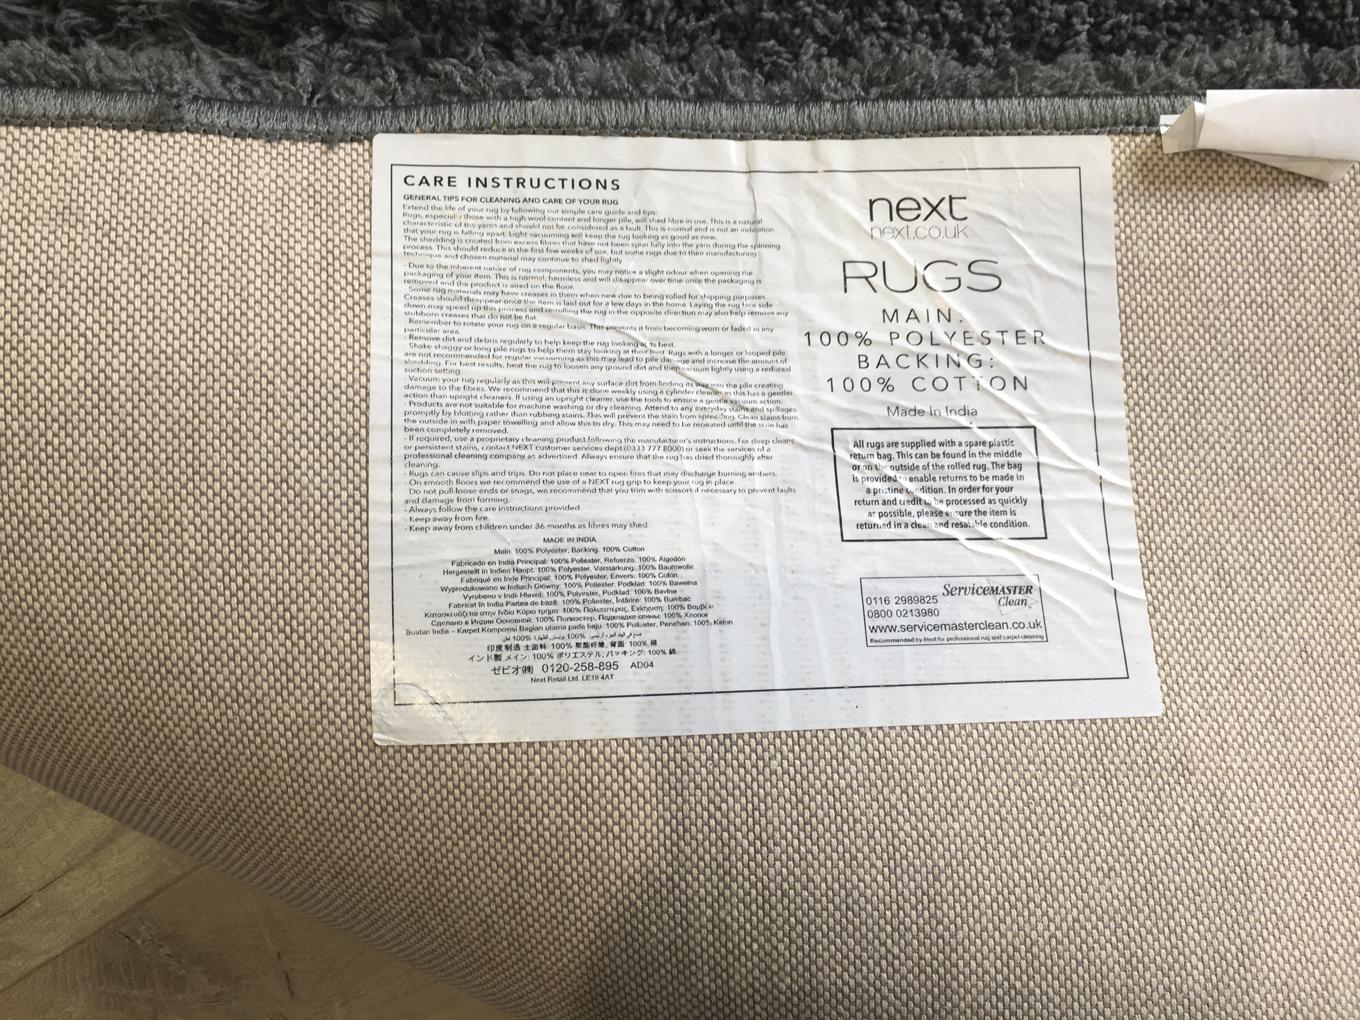 CARE INSTRUCTIONS
GENERAL TIPS FOR CLEANING AND CARE OF YOUR RUG
Extend the life of your rug by following our simple care guide and tips:
Rugs, especially those with a high wool content and longer pile, will shed fibre in use. This is a natural
characteristic of the yarns and should not be considered as a fault. This is normal and is not an indication
that your rug is falling apart. Light vacuuming will keep the rug looking as good as new.
The shedding is created from excess fibres that have not been spun fully into the yarn during the spinning
process. This should reduce in the first few weeks of use, but some rugs due to their manufacturing
technique and chosen material may continue to shed lightly.
- Due to the inherent nature of rug components, you may notice a slight odour when opening the
packaging of your item. This is normal, harmless and will disappear over time once the packaging is
removed and the product is aired on the floor.
- Some rug materials may have creases in them when new due to being rolled for shipping purposes.
Creases should disappear once the item is laid out for a few days in the home. Laying the rug face side
down may speed up this process and re-rolling the rug in the opposite direction may also help remove any
stubborn creases that do not lie flat.
- Remember to rotate your rug on a regular basis. This prevents it from becoming worn or faded in any
particular area.
- Remove dirt and debris regularly to help keep the rug looking at its best.
- Shake shaggy or long pile rugs to help them stay looking at their best. Rugs with a longer or looped pile
are not recommended for regular vacuuming as this may lead to pile damage and increase the amount of
shedding. For best results, beat the rug to loosen any ground dirt and then vacuum lightly using a reduced
suction setting.
- Vacuum your rug regularly as this will prevent any surface dirt from finding its way into the pile creating
damage to the fibres. We recommend that this is done weekly using a cylinder cleaner as this has a gentler
action than upright cleaners. If using an upright cleaner, use the tools to ensure a gentle vacuum action.
- Products are not suitable for machine washing or dry cleaning. Attend to any everyday stains and spillages
promptly by blotting rather than rubbing stains. This will prevent the stain from spreading. Clean stains from
the outside in with paper towelling and allow this to dry. This may need to be repeated until the stain has
been completely removed.
- If required, use a proprietary cleaning product following the manufacturer's instructions. For deep cleans
or persistent stains, contact NEXT customer services dept (0333 777 8000) or seek the services of a
professional cleaning company as advertised. Always ensure that the rug has dried thoroughly after
cleaning.
- Rugs can cause slips and trips. Do not place near to open fires that may discharge burning embers.
- On smooth floors we recommend the use of a NEXT rug grip to keep your rug in place.
Do not pull loose ends or snags, we recommend that you trim with scissors if necessary to prevent faults
and damage from forming.
- Always follow the care instructions provided.
- Keep away from fire.
- Keep away from children under 36 months as fibres may shed.
MADE IN INDIA
Main: 100% Polyester, Backing: 100% Cotton
Fabricado en India Principal: 100% Poliéster, Refuerzo: 100% Algodón
Hergestellt in Indien Haupt: 100% Polyester, Verstärkung: 100% Baumwolle
Fabriqué en Inde Principal: 100% Polyester, Envers: 100% Coton
Wyprodukowano w Indiach Główny: 100% Poliester, Podkład: 100% Bawełna
Vyrobeno v Indii Hlavní: 100% Polyester, Podklad: 100% Bavlna
Fabricat în India Partea de bază: 100% Poliester, Întărire: 100% Bumbac
Κατασκευάζεται στην Ινδία Κύριο τμήμα: 100% Πολυεστέρας, Ενίσχυση: 100% Βαμβάκι
Сделано в Индии Основной: 100% Полиэстер, Подкладка спинки: 100% Хлопок
Buatan India – Karpet Komposisi Bagian utama pada baju: 100% Poliester, Penahan: 100% Katun
印度制造 主面料: 100% 聚酯纤维, 背面: 100% 棉
インド製 メイン: 100% ポリエステル, バッキング: 100% 綿
ゼビオ㈱ 0120-258-895 AD04
Next Retail Ltd. LE19 4AT
next
next.co.uk
RUGS
MAIN:
100% POLYESTER
BACKING:
100% COTTON
Made In India
All rugs are supplied with a spare plastic
return bag. This can be found in the middle
or on the outside of the rolled rug. The bag
is provided to enable returns to be made in
a pristine condition. In order for your
return and credit to be processed as quickly
as possible, please ensure the item is
returned in a clean and resalable condition.
ServiceMASTER
Clean
0116 2989825
0800 0213980
www.servicemasterclean.co.uk
Recommended by Next for professional rug and carpet cleaning